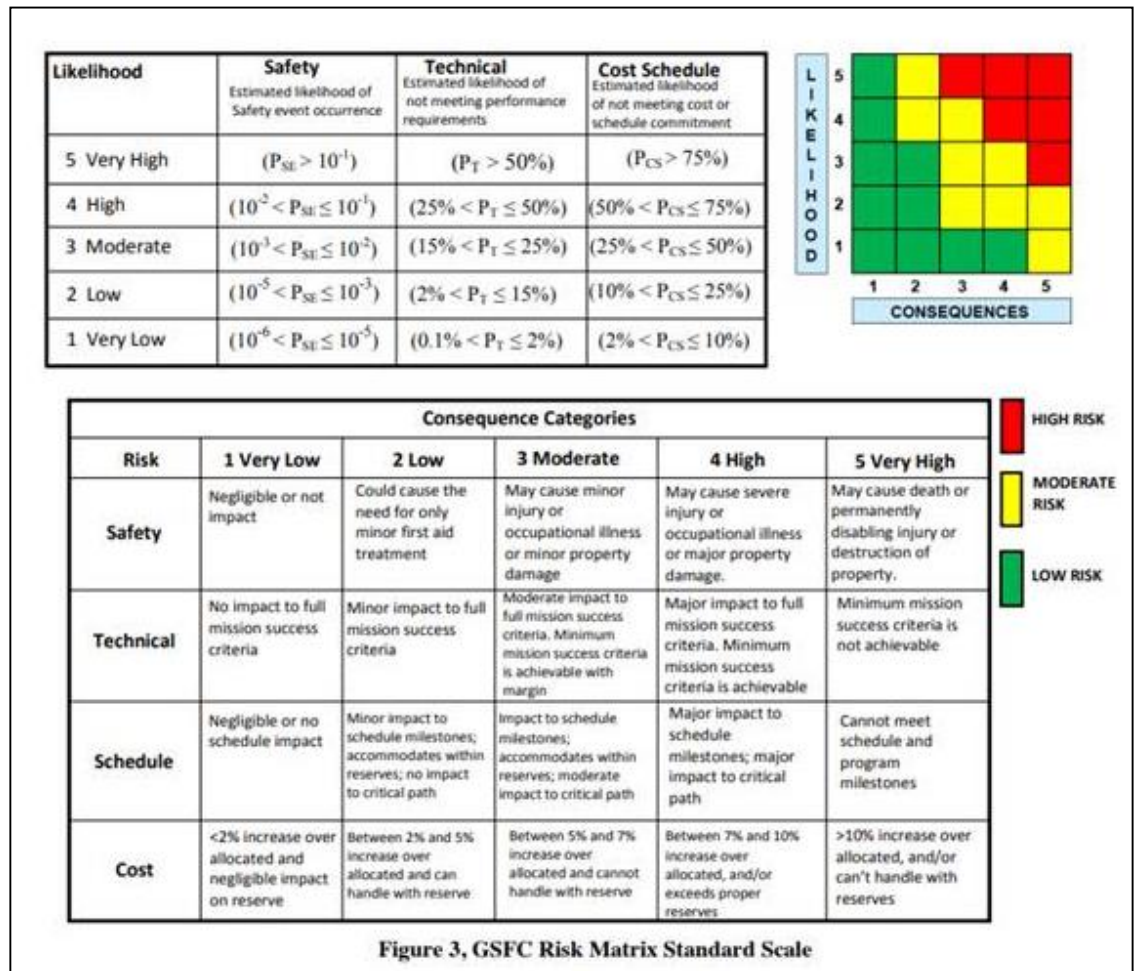 Likelihood
Safety
Estimated likelihood of
Safety event occurrence
Technical
Estimated likelihood of
not meeting performance
requirements
Cost Schedule
Estimated likelihood
of not meeting cost or
schedule commitment
5 Very High
(P_SE > 10^-1)
(P_T > 50%)
(P_CS > 75%)
4 High
(10^-2 < P_SE ≤ 10^-1)
(25% < P_T ≤ 50%)
(50% < P_CS ≤ 75%)
3 Moderate
(10^-3 < P_SE ≤ 10^-2)
(15% < P_T ≤ 25%)
(25% < P_CS ≤ 50%)
2 Low
(10^-5 < P_SE ≤ 10^-3)
(2% < P_T ≤ 15%)
(10% < P_CS ≤ 25%)
1 Very Low
(10^-6 < P_SE ≤ 10^-5)
(0.1% < P_T ≤ 2%)
(2% < P_CS ≤ 10%)
LIKELIHOOD
5
4
3
2
1
1 2 3 4 5
CONSEQUENCES
Consequence Categories
Risk
1 Very Low
2 Low
3 Moderate
4 High
5 Very High
Safety
Negligible or not
impact
Could cause the
need for only
minor first aid
treatment
May cause minor
injury or
occupational illness
or minor property
damage
May cause severe
injury or
occupational illness
or major property
damage.
May cause death or
permanently
disabling injury or
destruction of
property.
Technical
No impact to full
mission success
criteria
Minor impact to full
mission success
criteria
Moderate impact to
full mission success
criteria. Minimum
mission success criteria
is achievable with
margin
Major impact to full
mission success
criteria. Minimum
mission success
criteria is achievable
Minimum mission
success criteria is
not achievable
Schedule
Negligible or no
schedule impact
Minor impact to
schedule milestones;
accommodates within
reserves; no impact
to critical path
Impact to schedule
milestones;
accommodates within
reserves; moderate
impact to critical path
Major impact to
schedule
milestones; major
impact to critical
path
Cannot meet
schedule and
program
milestones
Cost
<2% increase over
allocated and
negligible impact
on reserve
Between 2% and 5%
increase over
allocated and can
handle with reserve
Between 5% and 7%
increase over
allocated and cannot
handle with reserve
Between 7% and 10%
increase over
allocated, and/or
exceeds proper
reserves
>10% increase over
allocated, and/or
can't handle with
reserves
HIGH RISK
MODERATE
RISK
LOW RISK
Figure 3, GSFC Risk Matrix Standard Scale